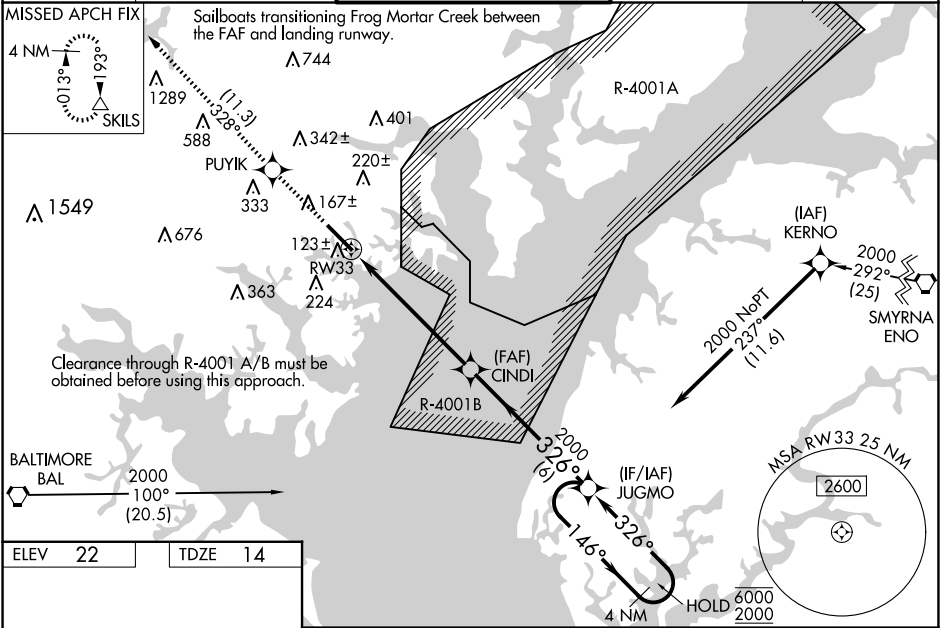 MISSED APCH FIX
4 NM
013°
193°
SKILS
Sailboats transitioning Frog Mortar Creek between
the FAF and landing runway.
744
1289
(11.3)
328°
588
401
342±
220±
PUYIK
333
167±
1549
676
123±
RW33
363
224
R-4001A
(IAF)
KERNO
2000
292°
(25)
SMYRNA
ENO
2000 NoPT
237°
(11.6)
Clearance through R-4001 A/B must be
obtained before using this approach.
(FAF)
CINDI
R-4001B
2000
326°
(6)
(IF/IAF)
JUGMO
326°
146°
4 NM
HOLD
6000
2000
MSA RW33 25 NM
2600
BALTIMORE
BAL
2000
100°
(20.5)
ELEV 22
TDZE 14